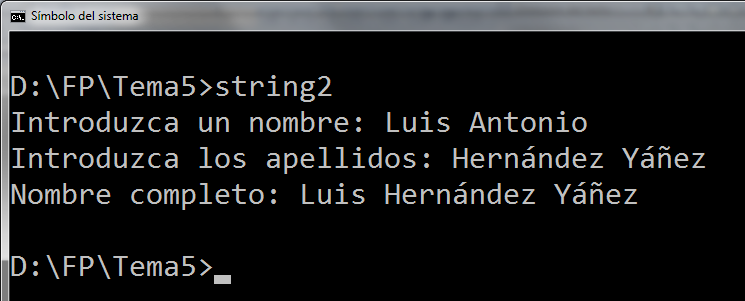 Símbolo del sistema
D:\FP\Tema5>string2
Introduzca un nombre: Luis Antonio
Introduzca los apellidos: Hernández Yáñez
Nombre completo: Luis Hernández Yáñez
D:\FP\Tema5>